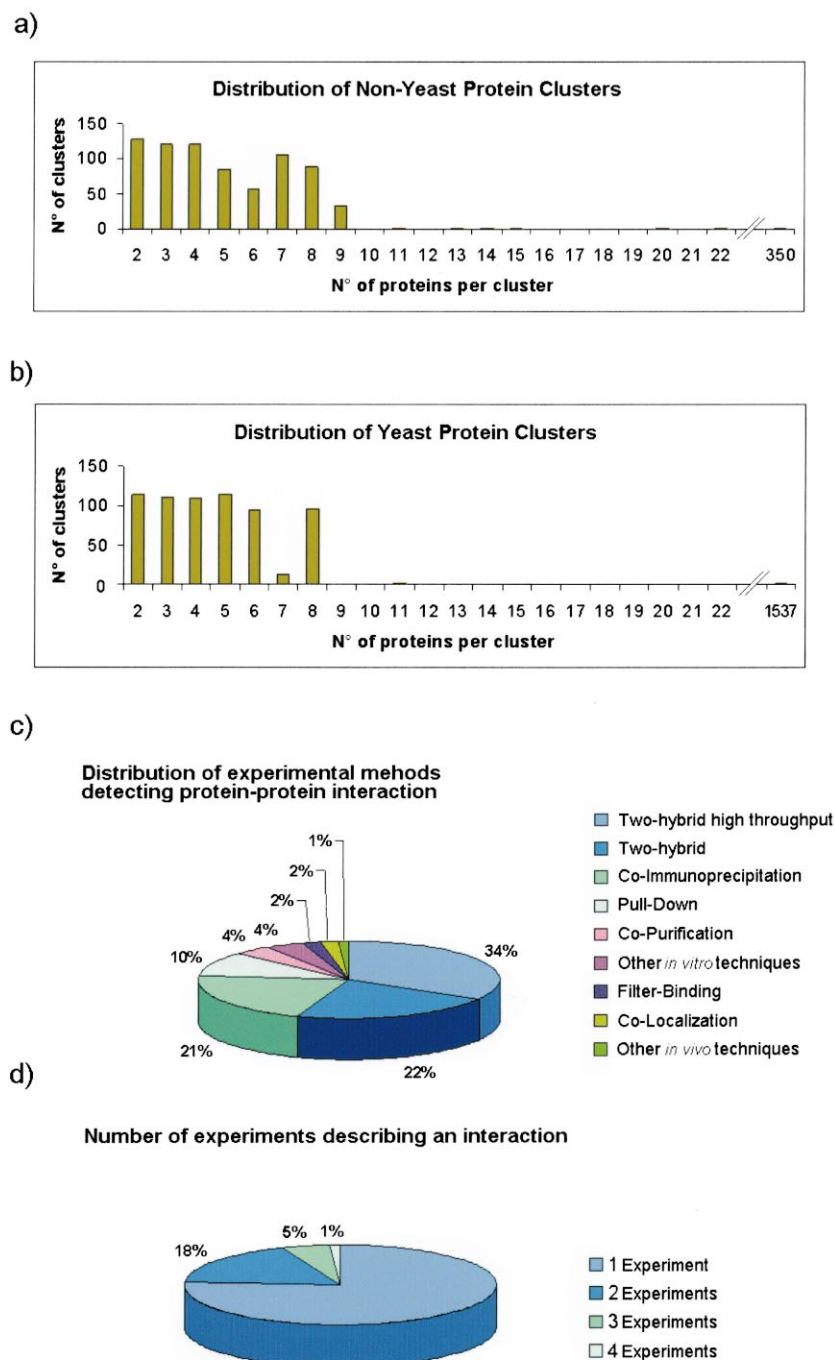 a)
Distribution of Non-Yeast Protein Clusters
N° of clusters
150
100
50
0
2 3 4 5 6 7 8 9 10 11 12 13 14 15 16 17 18 19 20 21 22 // 350
N° of proteins per cluster
b)
Distribution of Yeast Protein Clusters
N° of clusters
150
100
50
0
2 3 4 5 6 7 8 9 10 11 12 13 14 15 16 17 18 19 20 21 22 // 1537
N° of proteins per cluster
c)
Distribution of experimental mehods
detecting protein-protein interaction
1%
2%
2%
4%
4%
10%
34%
21%
22%
Two-hybrid high throughput
Two-hybrid
Co-Immunoprecipitation
Pull-Down
Co-Purification
Other in vitro techniques
Filter-Binding
Co-Localization
Other in vivo techniques
d)
Number of experiments describing an interaction
18%
5%
1%
1 Experiment
2 Experiments
3 Experiments
4 Experiments